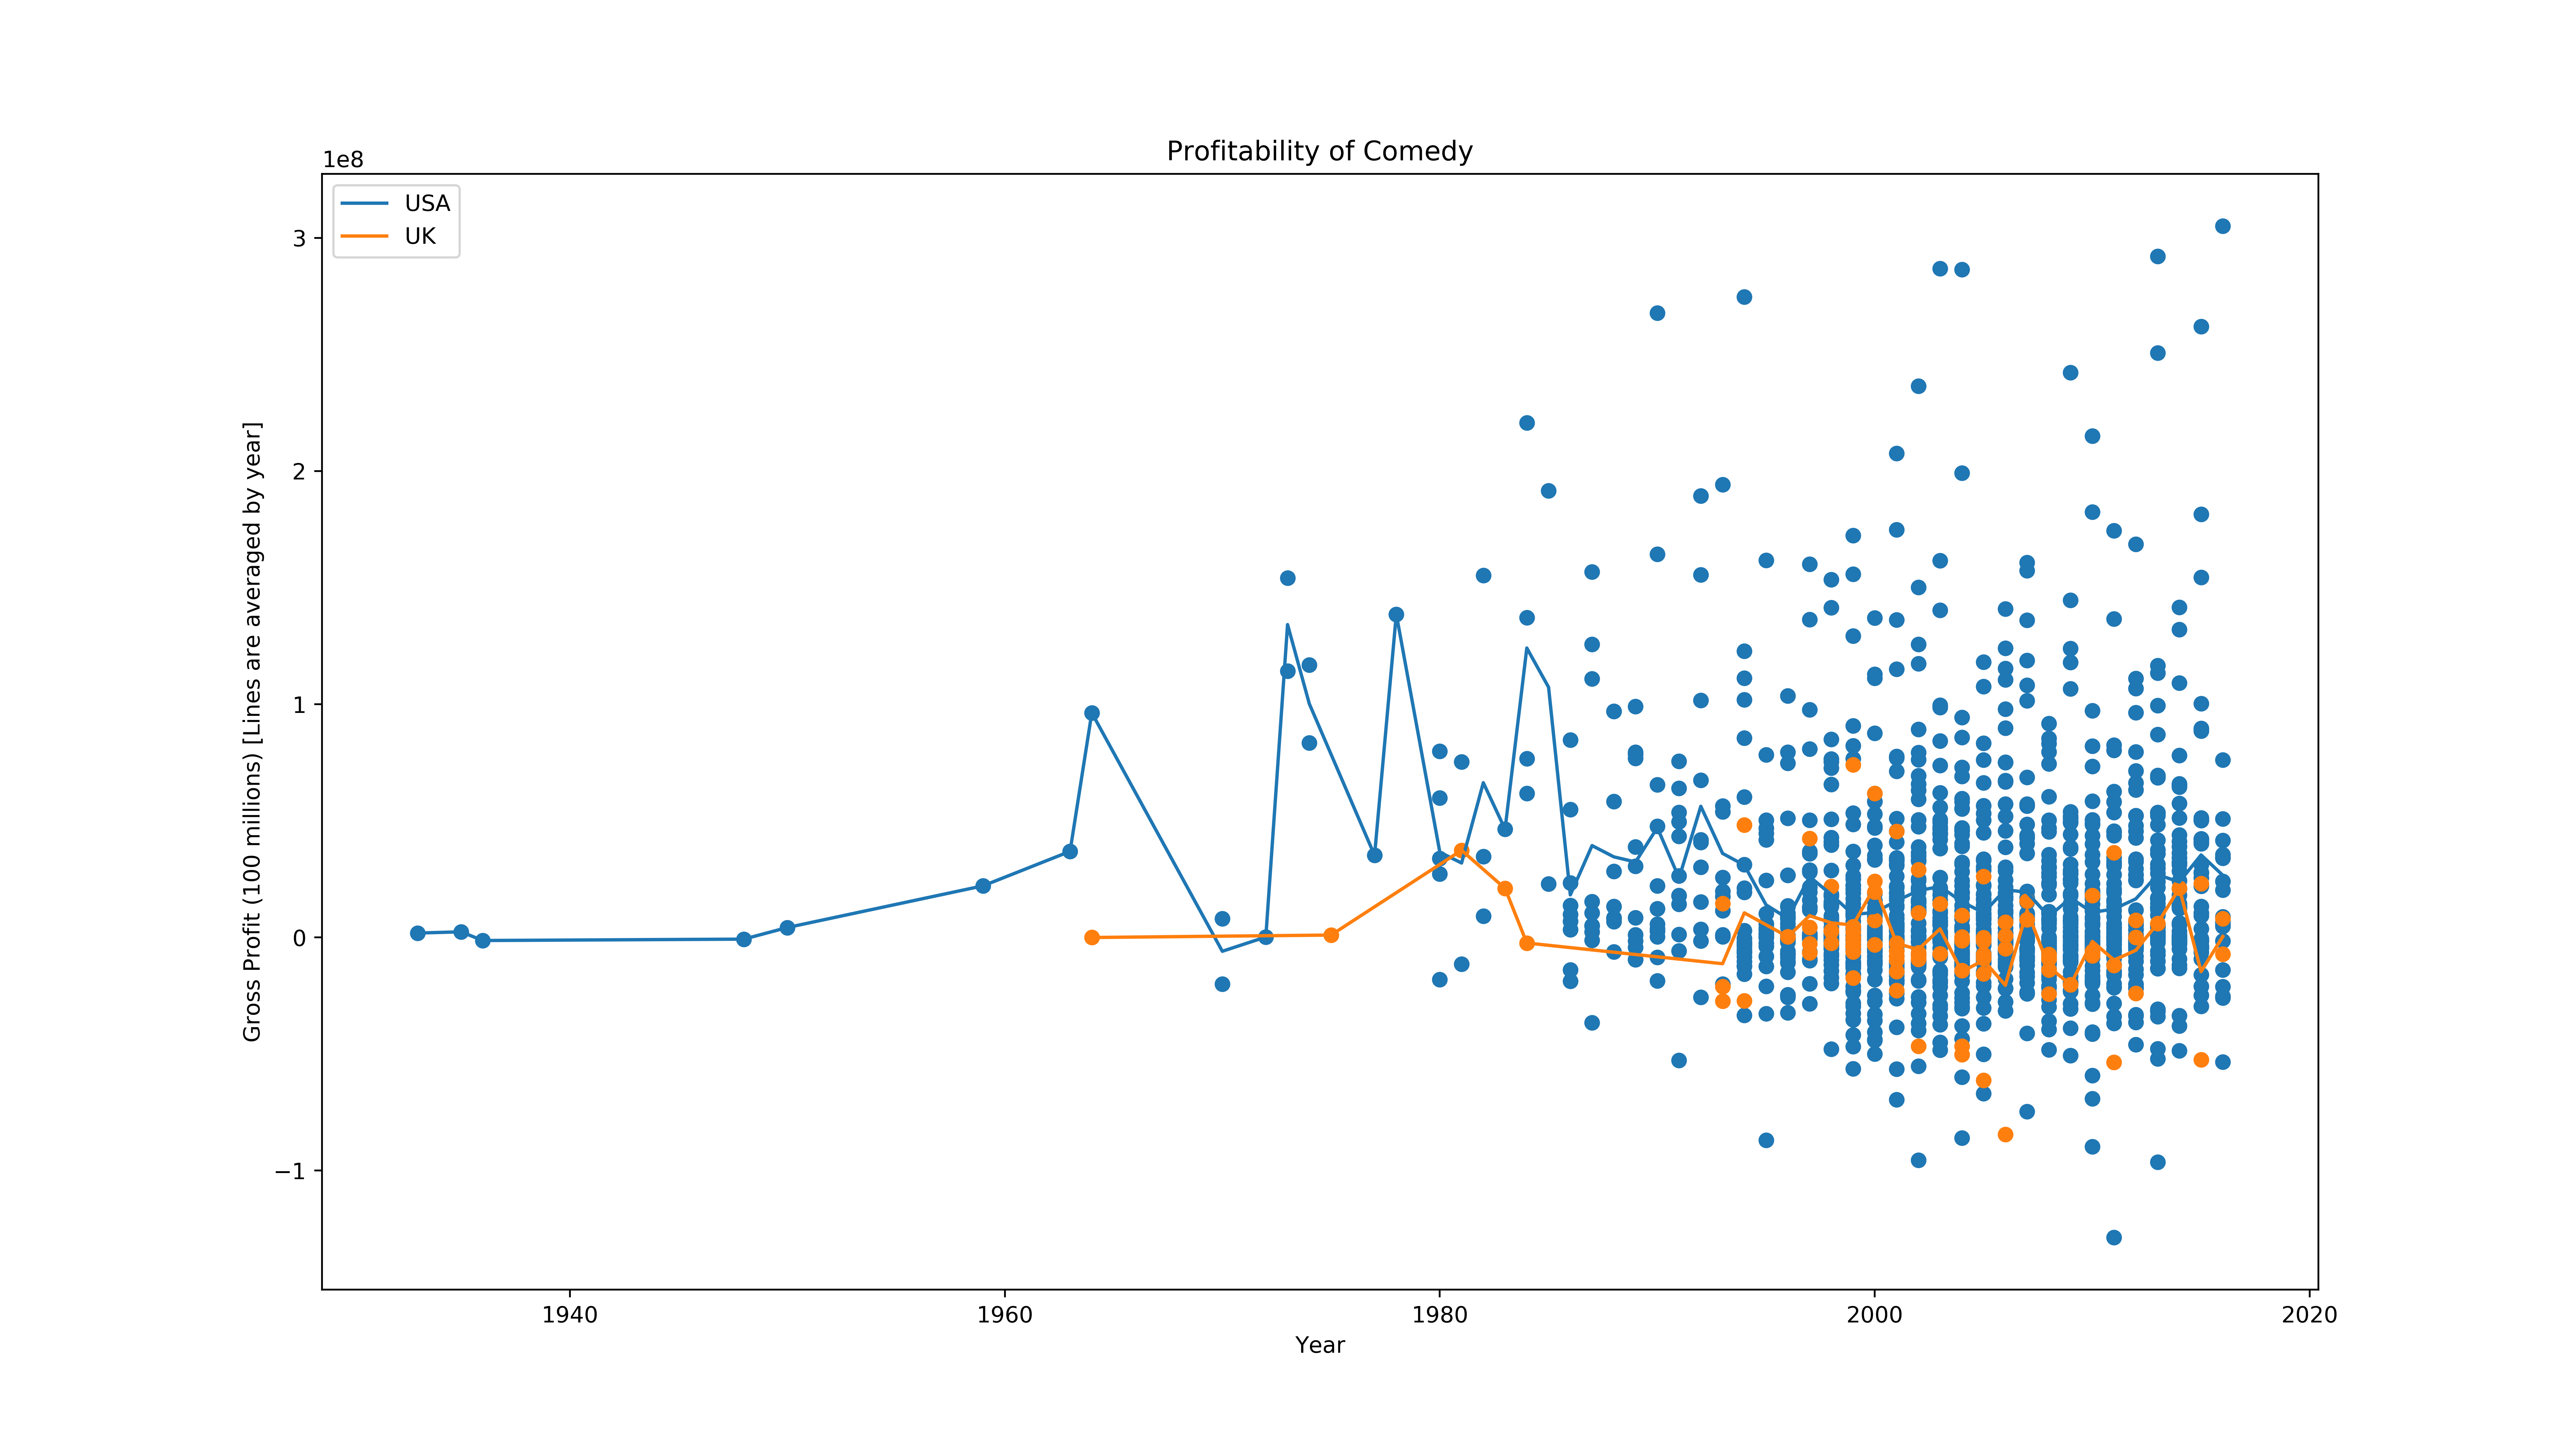 Profitability of Comedy
1e8
USA
UK
3
2
1
0
−1
Gross Profit (100 millions) [Lines are averaged by year]
1940
1960
1980
2000
2020
Year